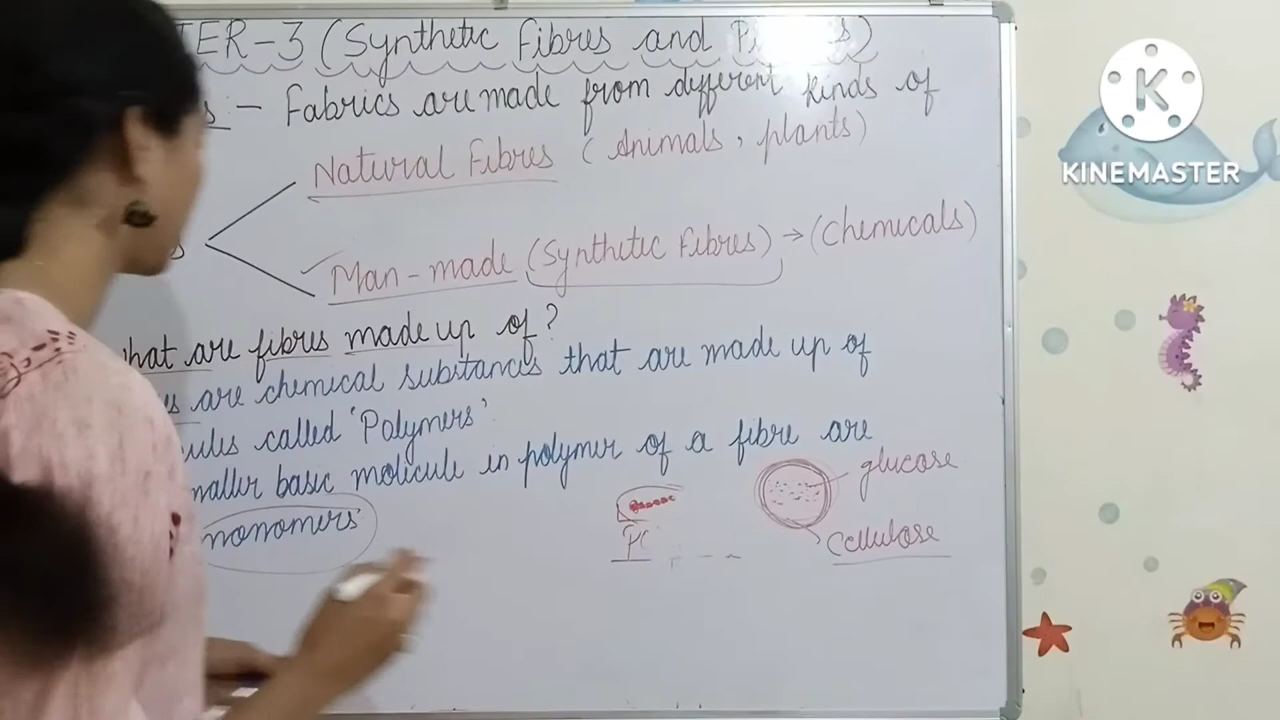 TER-3 (Synthetic Fibres and
- Fabrics are made from different kinds of
Natural Fibres (Animals, plants)
Man-made (Synthetic Fibres) → (Chemicals)
hat are fibres made up of?
are chemical substances that are made up of
called 'Polymers'
basic molecule in polymer of a fibre are
glucose
monomers
cellulose
K
KINEMASTER